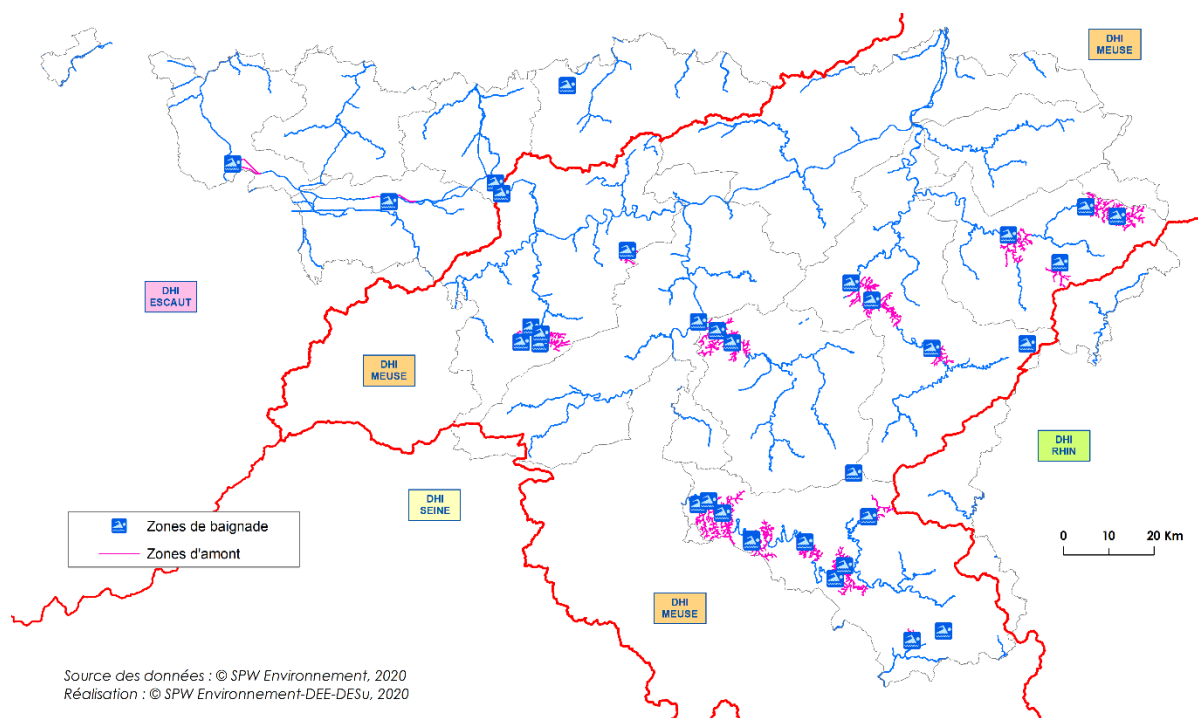 DHI
MEUSE
DHI
ESCAUT
DHI
MEUSE
DHI
RHIN
DHI
SEINE
Zones de baignade
Zones d'amont
0 10 20 Km
DHI
MEUSE
Source des données : © SPW Environnement, 2020
Réalisation : © SPW Environnement-DEE-DESu, 2020